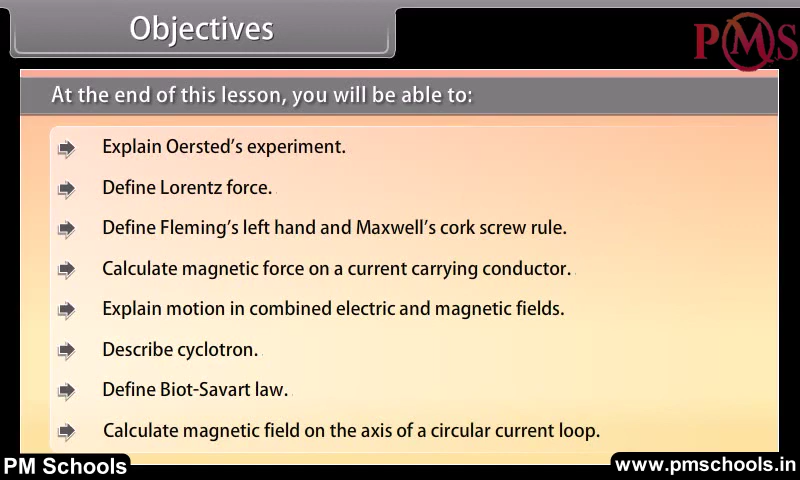 Objectives
PMS
At the end of this lesson, you will be able to:
Explain Oersted's experiment.
Define Lorentz force.
Define Fleming's left hand and Maxwell's cork screw rule.
Calculate magnetic force on a current carrying conductor.
Explain motion in combined electric and magnetic fields.
Describe cyclotron.
Define Biot-Savart law.
Calculate magnetic field on the axis of a circular current loop.
PM Schools
www.pmschools.in